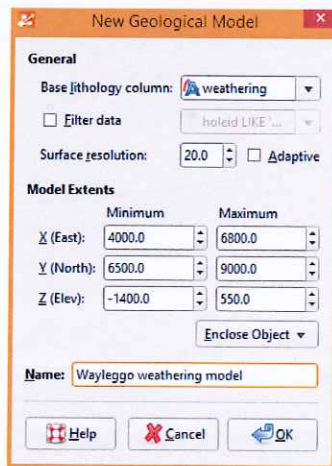 New Geological Model
General
Base lithology column: weathering
Filter data holeid LIKE '...
Surface resolution: 20.0 Adaptive
Model Extents
Minimum Maximum
X (East): 4000.0 6800.0
Y (North): 6500.0 9000.0
Z (Elev): -1400.0 550.0
Enclose Object
Name: Wayleggo weathering model
Help Cancel OK